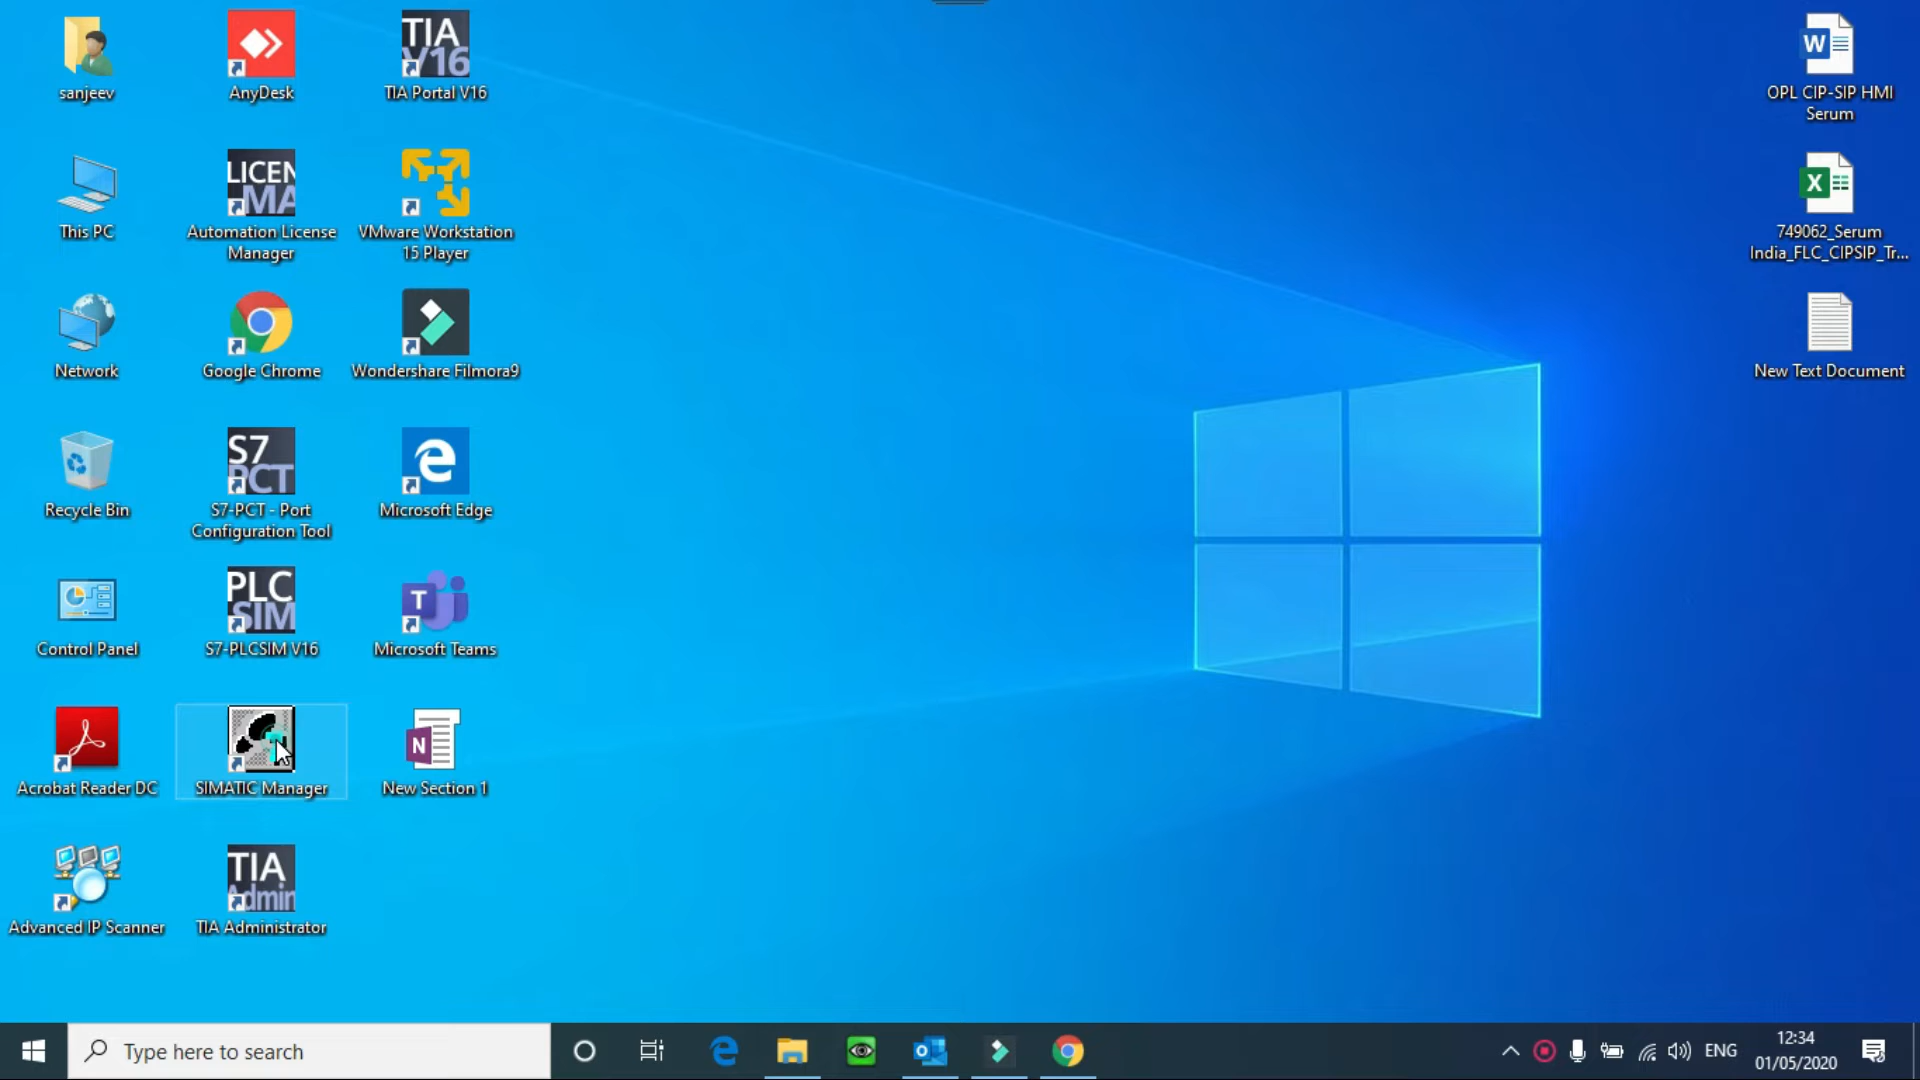 sanjeev
This PC
Network
Recycle Bin
Control Panel
Acrobat Reader DC
Advanced IP Scanner
AnyDesk
LICEN
MA
Automation License
Manager
Google Chrome
S7
PCT
S7-PCT - Port
Configuration Tool
PLC
SIM
S7-PLCSIM V16
SIMATIC Manager
TIA
Admin
TIA Administrator
TIA
V16
TIA Portal V16
VMware Workstation
15 Player
Wondershare Filmora9
Microsoft Edge
T
Microsoft Teams
N
New Section 1
W
OPL CIP-SIP HMI
Serum
X
749062_Serum
India_FLC_CIPSIP_Tr...
New Text Document
Type here to search
ENG
12:34
01/05/2020